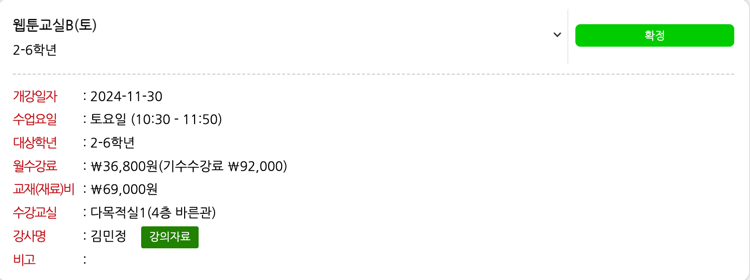 웹툰교실B(토)
2-6학년
확정
개강일자 : 2024-11-30
수업요일 : 토요일 (10:30 - 11:50)
대상학년 : 2-6학년
월수강료 : ₩36,800원(기수수강료 ₩92,000)
교재(재료)비 : ₩69,000원
수강교실 : 다목적실1(4층 바른관)
강사명 : 김민정 강의자료
비고 :